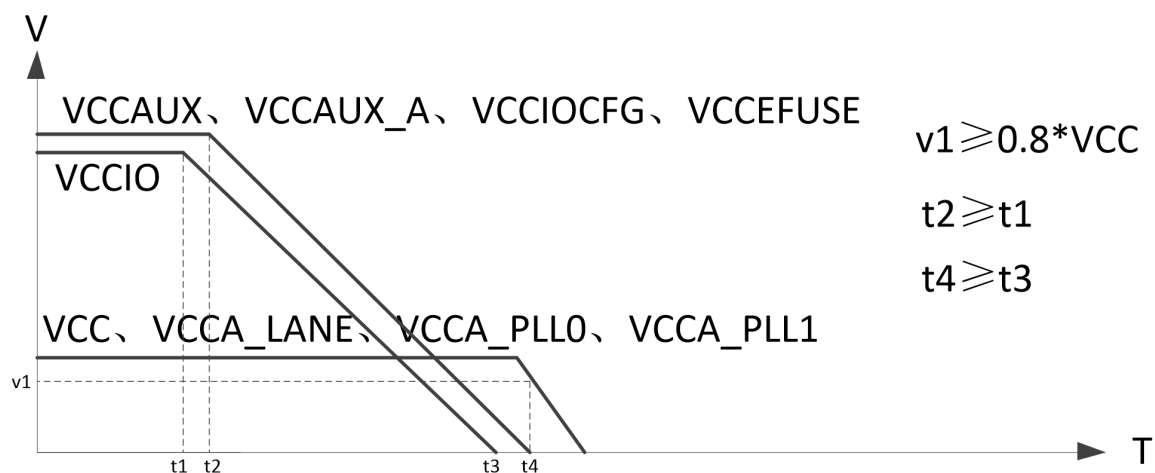 V
VCCAUX、VCCAUX_A、VCCIOCFG、VCCEFUSE
v1≥0.8*VCC
VCCIO
t2≥t1
t4≥t3
VCC、VCCA_LANE、VCCA_PLL0、VCCA_PLL1
v1
t1 t2 t3 t4
T